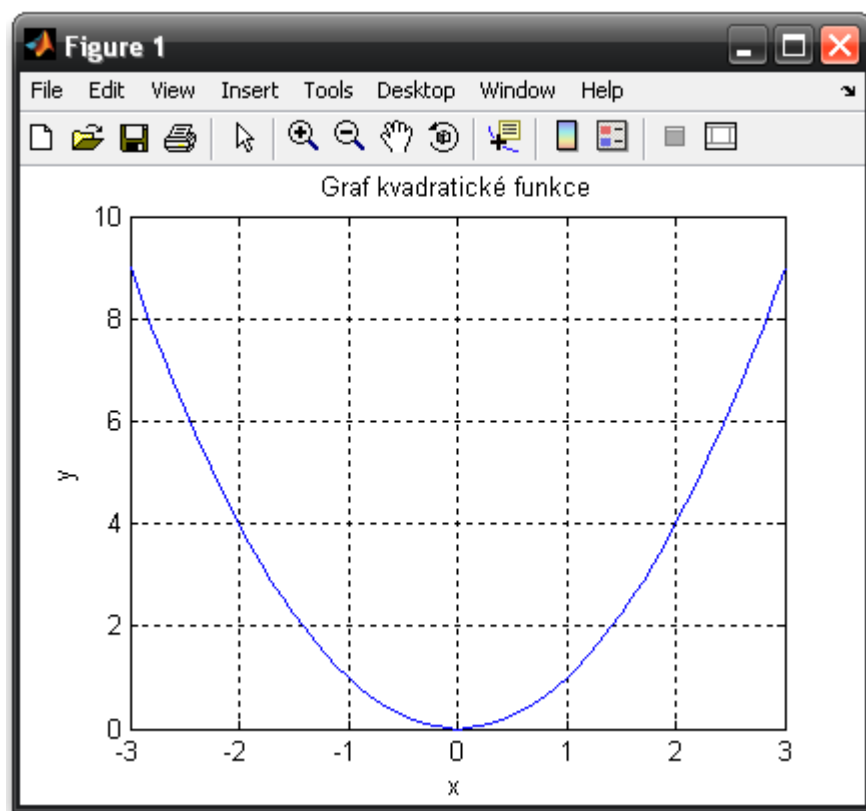 Figure 1
File Edit View Insert Tools Desktop Window Help
Graf kvadratické funkce
10
8
6
4
2
0
y
-3 -2 -1 0 1 2 3
x